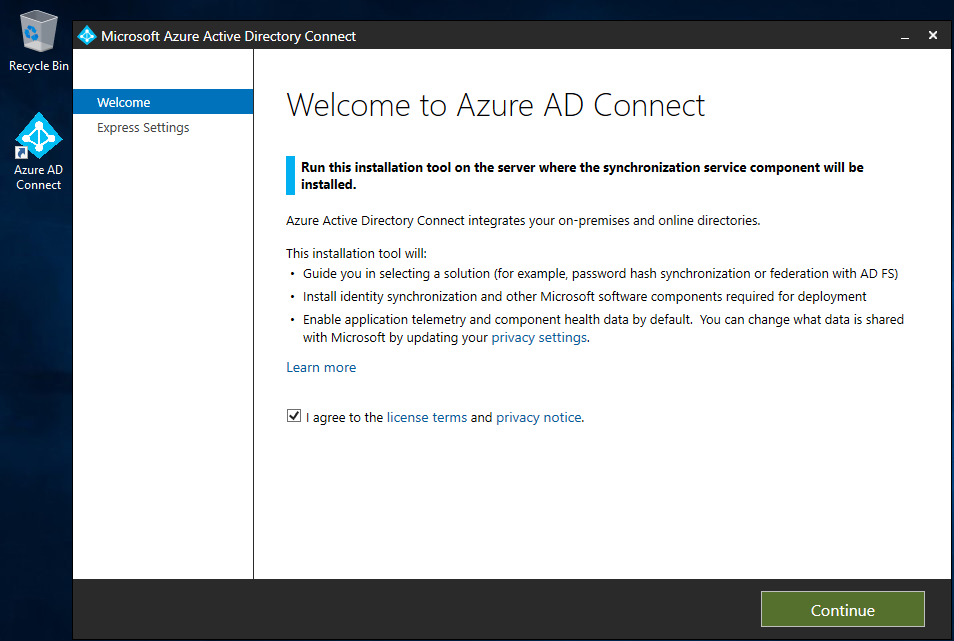 Recycle Bin
Azure AD
Connect
Microsoft Azure Active Directory Connect
Welcome
Express Settings
Welcome to Azure AD Connect
Run this installation tool on the server where the synchronization service component will be
installed.
Azure Active Directory Connect integrates your on-premises and online directories.
This installation tool will:
• Guide you in selecting a solution (for example, password hash synchronization or federation with AD FS)
• Install identity synchronization and other Microsoft software components required for deployment
• Enable application telemetry and component health data by default.  You can change what data is shared
with Microsoft by updating your privacy settings.
Learn more
I agree to the license terms and privacy notice.
Continue